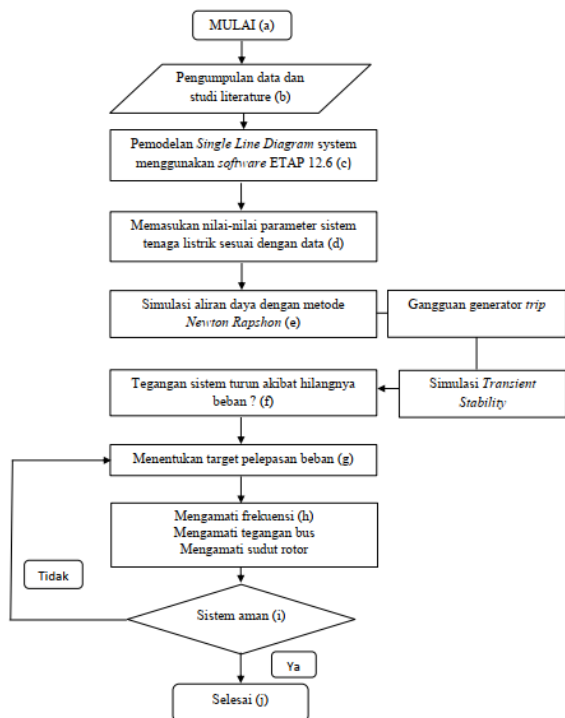 MULAI (a)
Pengumpulan data dan
studi literature (b)
Pemodelan Single Line Diagram system
menggunakan software ETAP 12.6 (c)
Memasukan nilai-nilai parameter sistem
tenaga listrik sesuai dengan data (d)
Simulasi aliran daya dengan metode
Newton Rapshon (e)
Gangguan generator trip
Simulasi Transient
Stability
Tegangan sistem turun akibat hilangnya
beban ? (f)
Menentukan target pelepasan beban (g)
Mengamati frekuensi (h)
Mengamati tegangan bus
Mengamati sudut rotor
Tidak
Sistem aman (i)
Ya
Selesai (j)